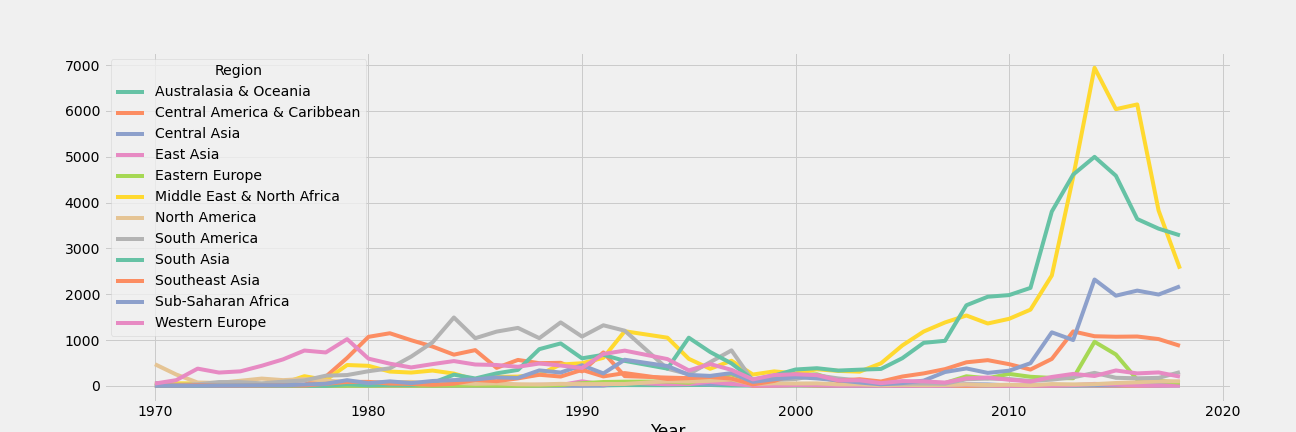 7000
6000
5000
4000
3000
2000
1000
0
Region
Australasia & Oceania
Central America & Caribbean
Central Asia
East Asia
Eastern Europe
Middle East & North Africa
North America
South America
South Asia
Southeast Asia
Sub-Saharan Africa
Western Europe
1970 1980 1990 2000 2010 2020
Year